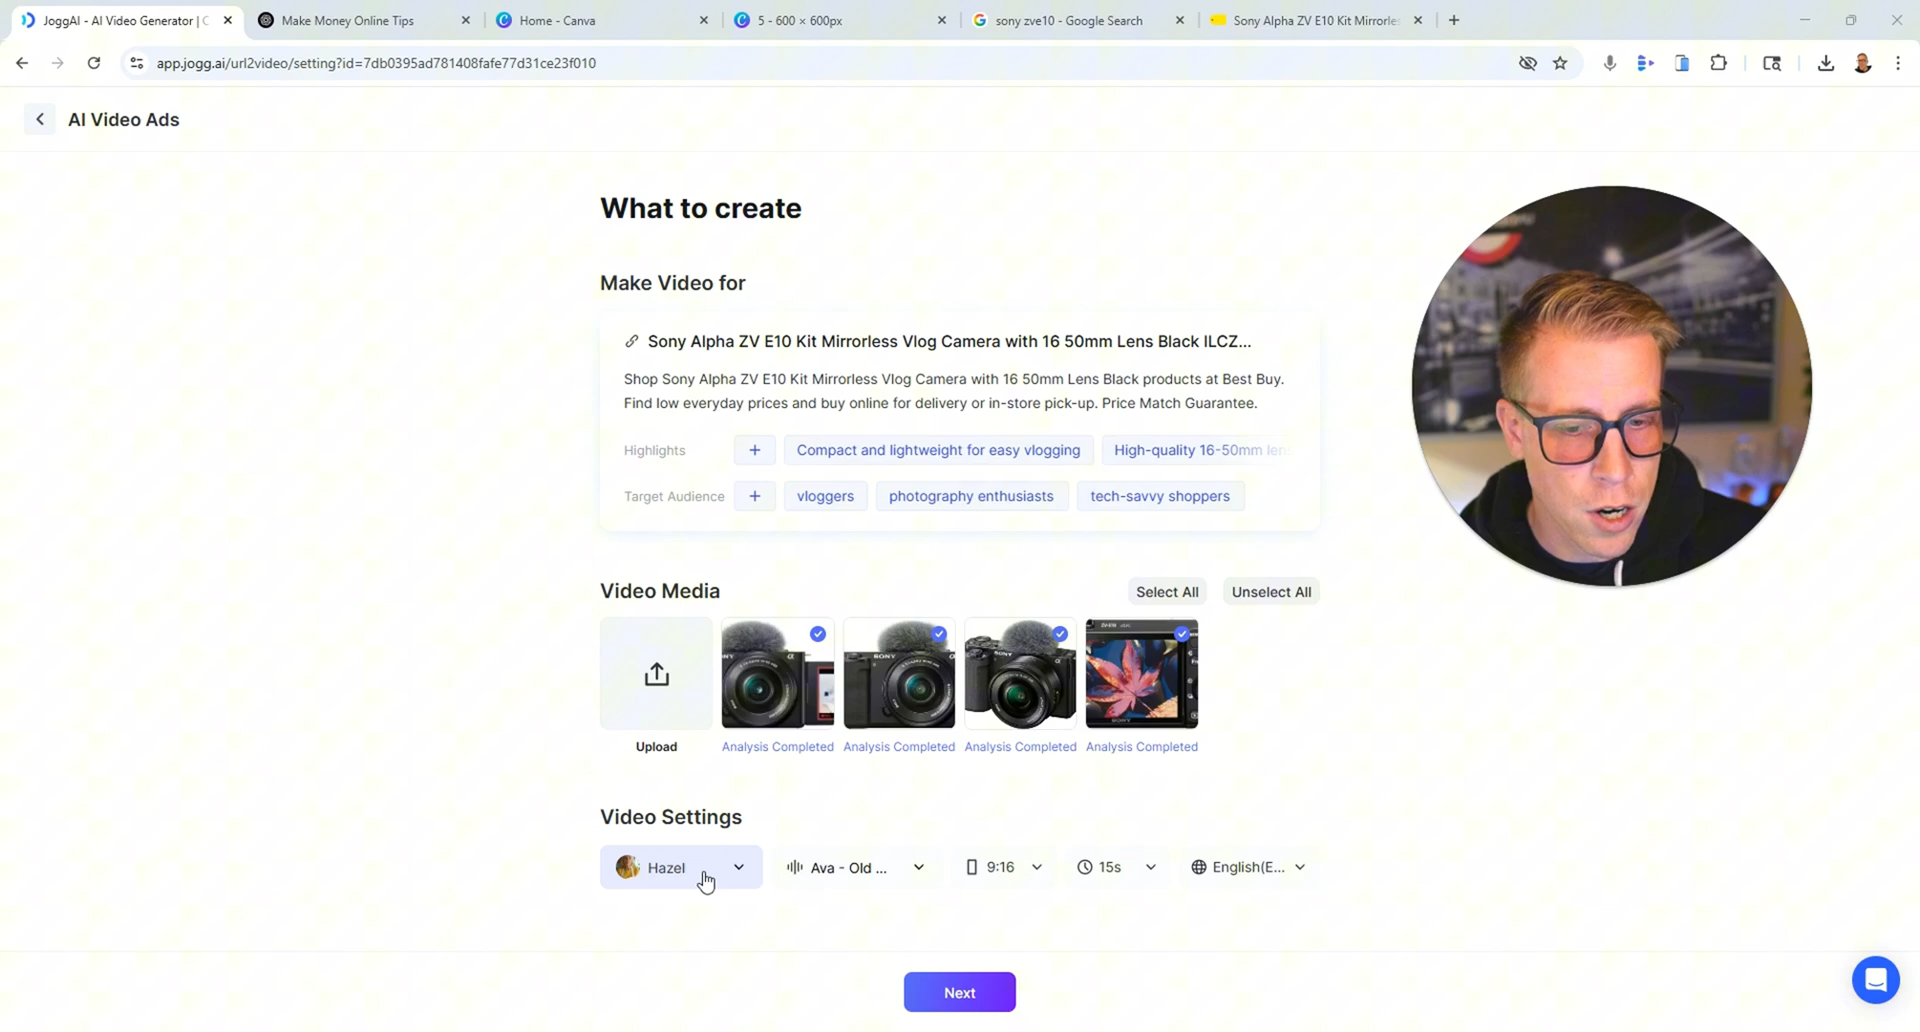 JoggAI - AI Video Generator | C
Make Money Online Tips
Home - Canva
5 - 600 × 600px
sony zve10 - Google Search
Sony Alpha ZV E10 Kit Mirrorle
app.jogg.ai/url2video/setting?id=7db0395ad781408fafe77d31ce23f010
AI Video Ads
What to create
Make Video for
Sony Alpha ZV E10 Kit Mirrorless Vlog Camera with 16 50mm Lens Black ILCZ...
Shop Sony Alpha ZV E10 Kit Mirrorless Vlog Camera with 16 50mm Lens Black products at Best Buy.
Find low everyday prices and buy online for delivery or in-store pick-up. Price Match Guarantee.
Highlights + Compact and lightweight for easy vlogging High-quality 16-50mm len
Target Audience + vloggers photography enthusiasts tech-savvy shoppers
Video Media
Select All Unselect All
SONY
SONY
SONY
Upload Analysis Completed Analysis Completed Analysis Completed Analysis Completed
Video Settings
Hazel Ava - Old ... 9:16 15s English(E...
Next